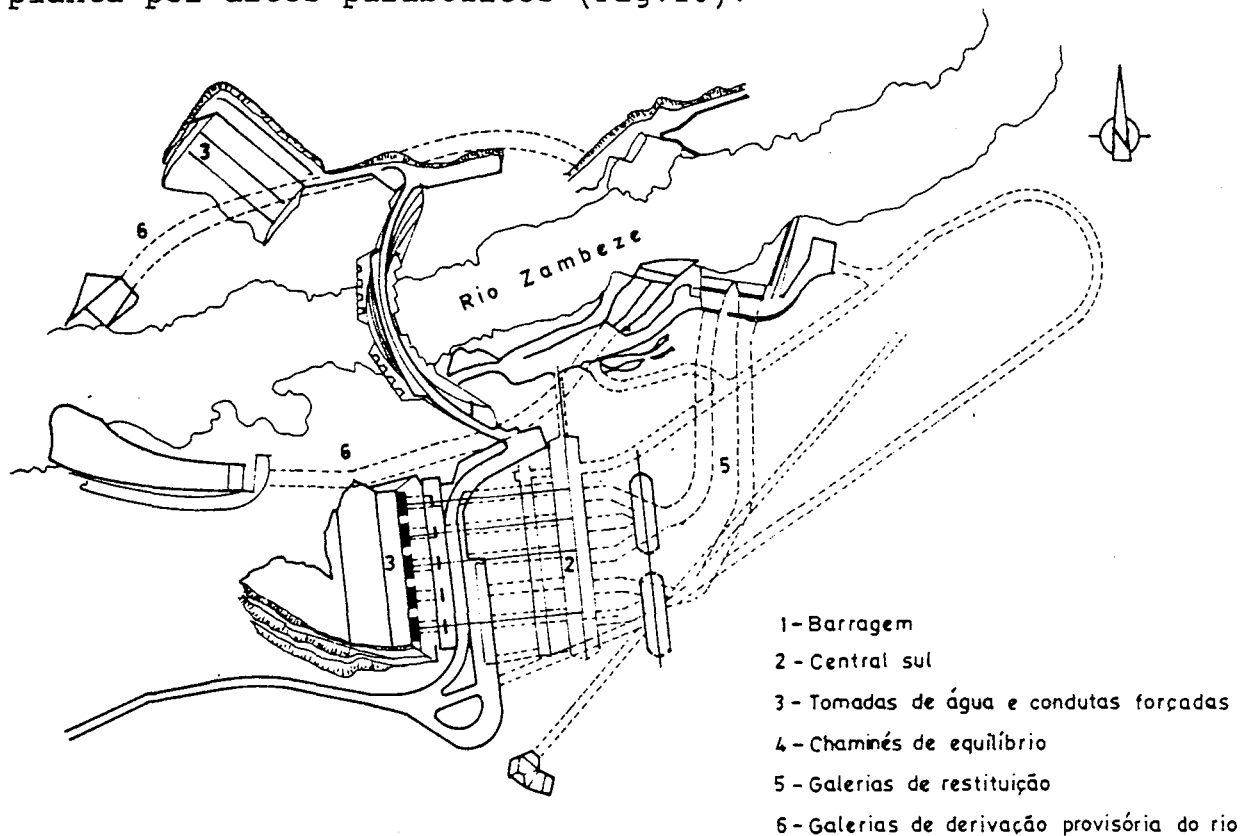 planta por arcos parabólicos (Fig.10).
N
3
6
Rio Zambeze
6
5
3
2
1-Barragem
2 - Central sul
3 - Tomadas de água e condutas forçadas
4 - Chaminés de equilíbrio
5 - Galerias de restituição
6 - Galerias de derivação provisória do rio